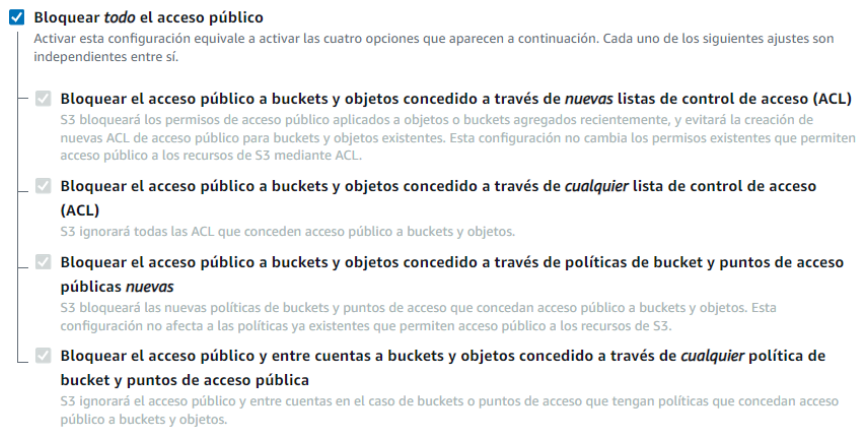 Bloquear todo el acceso público
Activar esta configuración equivale a activar las cuatro opciones que aparecen a continuación. Cada uno de los siguientes ajustes son
independientes entre sí.
Bloquear el acceso público a buckets y objetos concedido a través de nuevas listas de control de acceso (ACL)
S3 bloqueará los permisos de acceso público aplicados a objetos o buckets agregados recientemente, y evitará la creación de
nuevas ACL de acceso público para buckets y objetos existentes. Esta configuración no cambia los permisos existentes que permiten
acceso público a los recursos de S3 mediante ACL.
Bloquear el acceso público a buckets y objetos concedido a través de cualquier lista de control de acceso
(ACL)
S3 ignorará todas las ACL que conceden acceso público a buckets y objetos.
Bloquear el acceso público a buckets y objetos concedido a través de políticas de bucket y puntos de acceso
públicas nuevas
S3 bloqueará las nuevas políticas de buckets y puntos de acceso que concedan acceso público a buckets y objetos. Esta
configuración no afecta a las políticas ya existentes que permiten acceso público a los recursos de S3.
Bloquear el acceso público y entre cuentas a buckets y objetos concedido a través de cualquier política de
bucket y puntos de acceso pública
S3 ignorará el acceso público y entre cuentas en el caso de buckets o puntos de acceso que tengan políticas que concedan acceso
público a buckets y objetos.